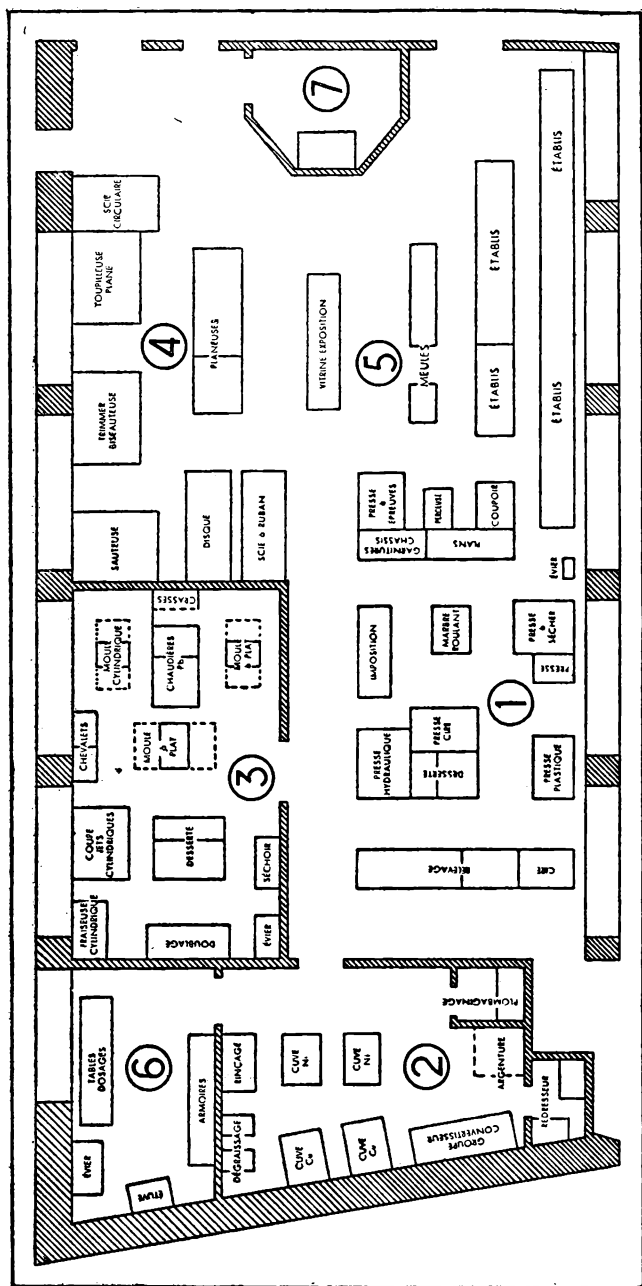 SCIE
CIRCULAIRE
TOUPILLEUSE
PLANE
TRIMMER
BISEAUTEUSE
SAUTEUSE
4
PLANEUSES
DISQUE
SCIE à RUBAN
7
VITRINE EXPOSITION
5
MEULES
ÉTABLIS
ÉTABLIS
ÉTABLIS
ÉTABLIS
PRESSE
à
ÉPREUVES
PERCEUSE
COUPOIR
GARNITURES
CHASSIS
PLANS
ÉVIER
CRASSES
MOULE
CYLINDRIQUE
CHAUDIÈRES
Pb
MOULE
à PLAT
CHEVALETS
MOULE
à
PLAT
3
COUPE
JETS
CYLINDRIQUES
DESSERTE
SÉCHOIR
FRAISEUSE
CYLINDRIQUE
DOUBLAGE
ÉVIER
IMPOSITION
MARBRE
ROULANT
PRESSE
à
SÉCHER
PRESSE
1
PRESSE
HYDRAULIQUE
PRESSE
CIRE
DESSERTE
PRESSE
PLASTIQUE
RELEVAGE
CIRE
TABLES
DOSAGES
6
ARMOIRES
ÉVIER
ÉTUVE
RINÇAGE
DÉGRAISSAGE
CUVE
Ni
CUVE
Ni
CUVE
Cu
CUVE
Cu
2
PLOMBAGINAGE
ARGENTURE
GROUPE
CONVERTISSEUR
REDRESSEUR